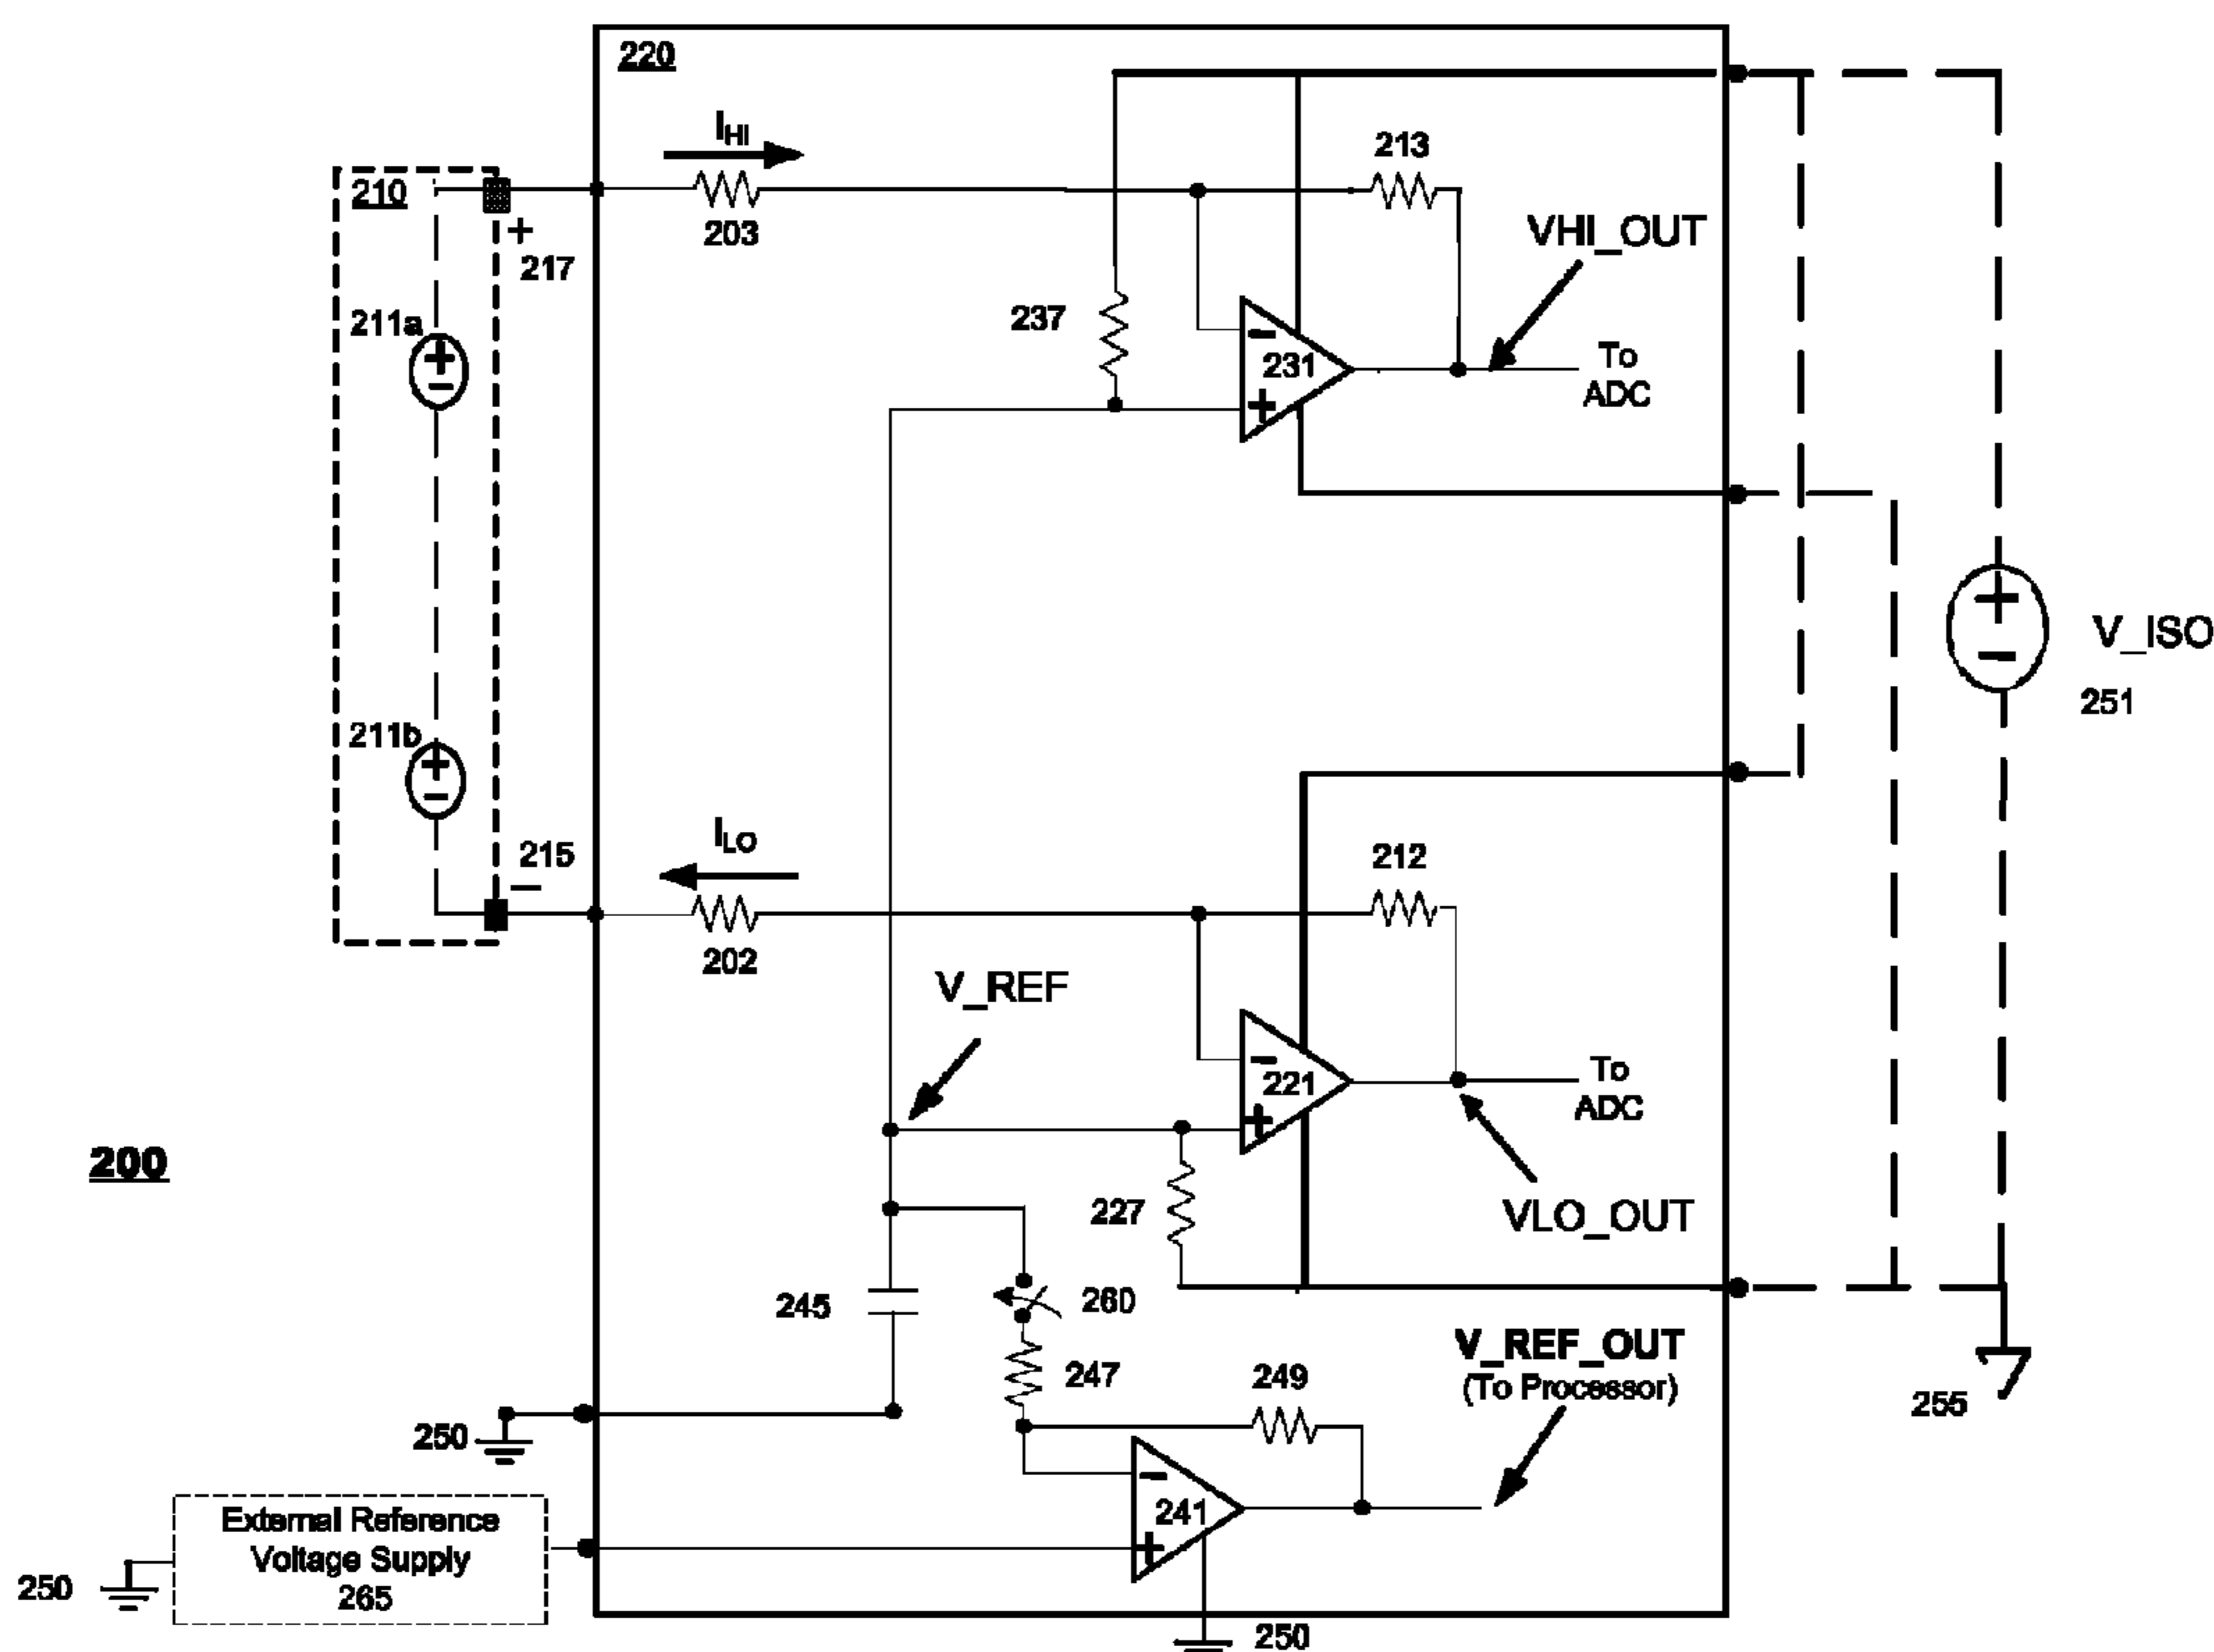 220
I_HI
213
210
203
VHI_OUT
+
217
211a
+
−
237
−
231
+
To
ADC
+
−
V_ISO
251
211b
+
−
I_LO
215
−
212
202
V_REF
−
221
+
To
ADC
200
227
VLO_OUT
245
260
V_REF_OUT
(To Processor)
247
249
255
250
−
241
+
External Reference
Voltage Supply
265
250
250